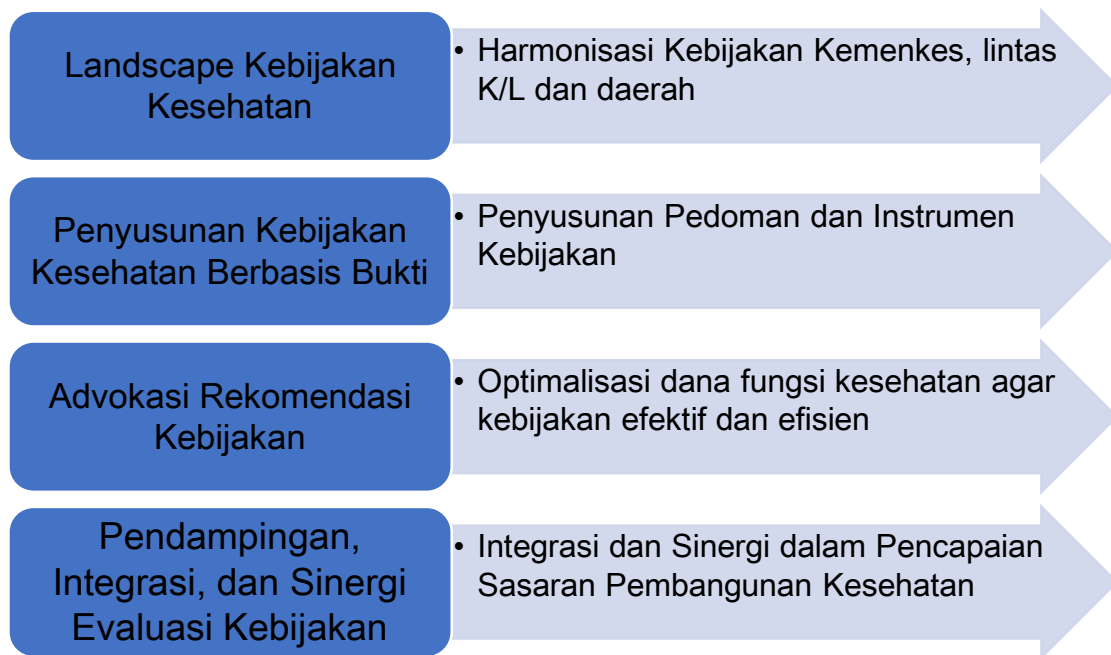 Landscape Kebijakan
Kesehatan
• Harmonisasi Kebijakan Kemenkes, lintas
K/L dan daerah
Penyusunan Kebijakan
Kesehatan Berbasis Bukti
• Penyusunan Pedoman dan Instrumen
Kebijakan
Advokasi Rekomendasi
Kebijakan
• Optimalisasi dana fungsi kesehatan agar
kebijakan efektif dan efisien
Pendampingan,
Integrasi, dan Sinergi
Evaluasi Kebijakan
• Integrasi dan Sinergi dalam Pencapaian
Sasaran Pembangunan Kesehatan